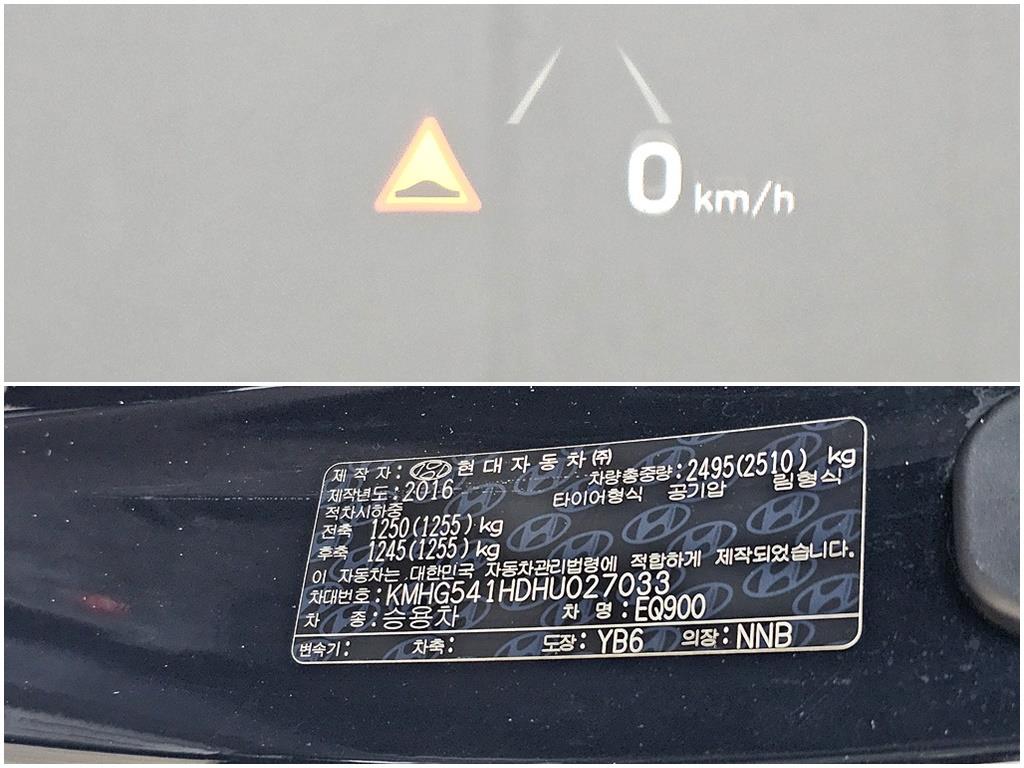 0 km/h
제 작 자 : 현대자동차㈜
차량총중량 : 2495(2510) kg
제작년도 : 2016
타이어형식 공기압 림형식
적차시하중
전축 1250(1255) kg
후축 1245(1255) kg
이 자동차는 대한민국 자동차관리법령에 적합하게 제작되었습니다.
차대번호 : KMHG541HDHU027033
차 종 : 승용차 차 명 : EQ900
변속기 : 차축 : 도장 : YB6 의장 : NNB